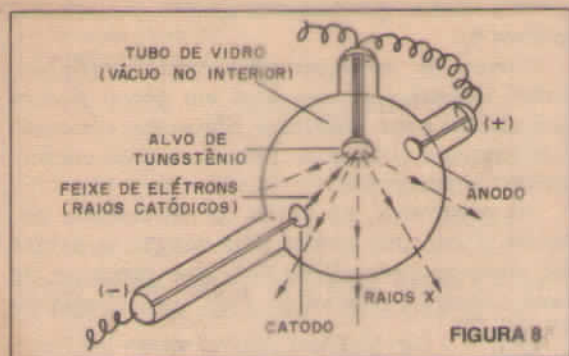 TUBO DE VIDRO
(VÁCUO NO INTERIOR)
(+)
ALVO DE
TUNGSTÊNIO
ANODO
FEIXE DE ELÉTRONS
(RAIOS CATÓDICOS)
(-)
RAIOS X
CATODO
FIGURA 8